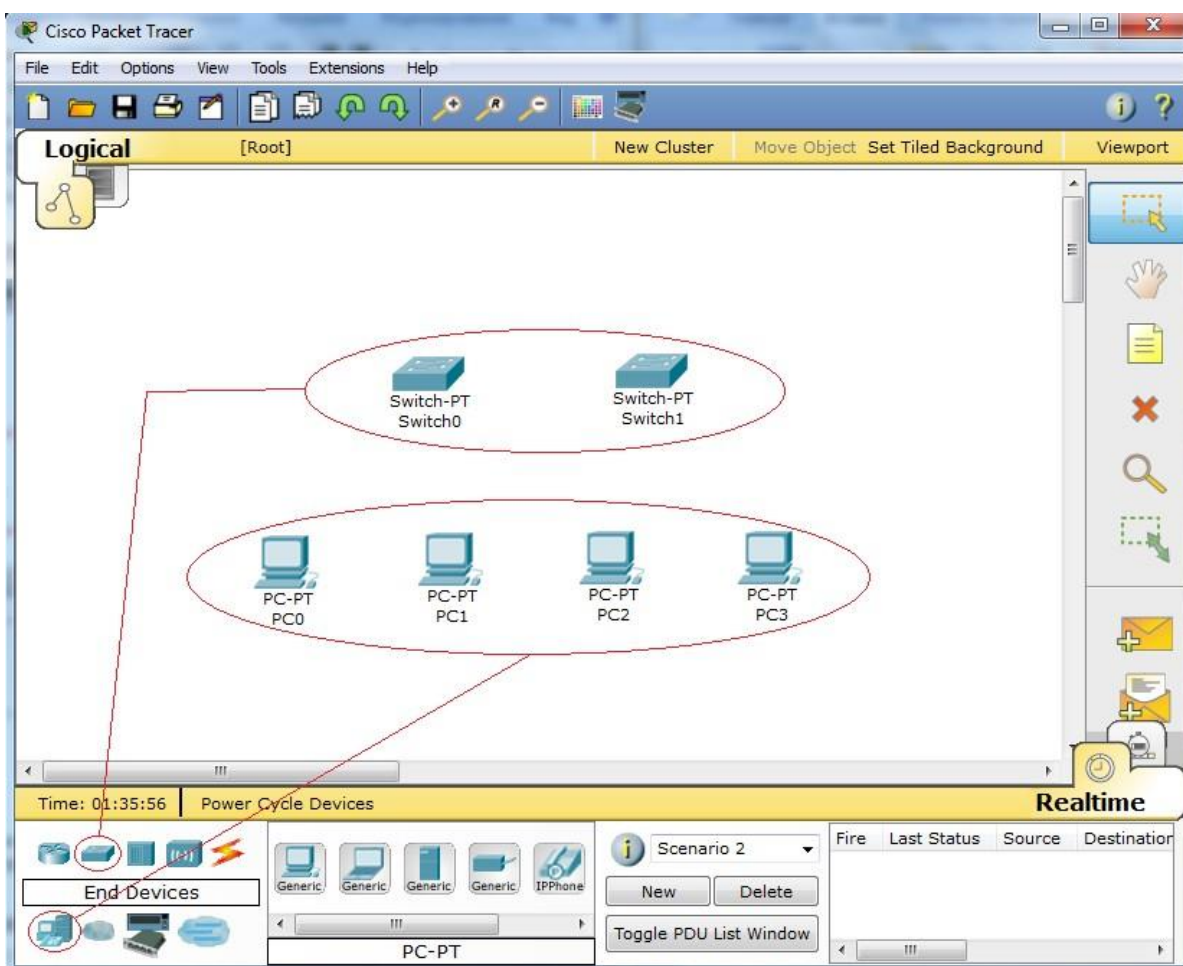 Cisco Packet Tracer
File Edit Options View Tools Extensions Help
Logical [Root] New Cluster Move Object Set Tiled Background Viewport
Switch-PT
Switch0
Switch-PT
Switch1
PC-PT
PC0
PC-PT
PC1
PC-PT
PC2
PC-PT
PC3
Time: 01:35:56 Power Cycle Devices Realtime
End Devices
Generic Generic Generic Generic IPPhone
PC-PT
Scenario 2
New Delete
Toggle PDU List Window
Fire Last Status Source Destination